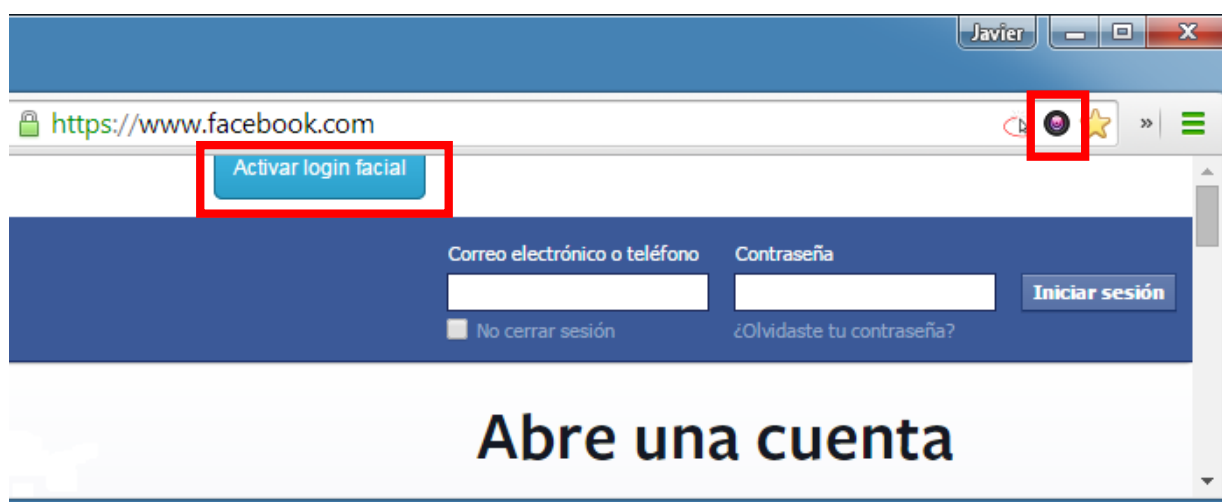 Javier
https://www.facebook.com
Activar login facial
Correo electrónico o teléfono
Contraseña
Iniciar sesión
No cerrar sesión
¿Olvidaste tu contraseña?
Abre una cuenta